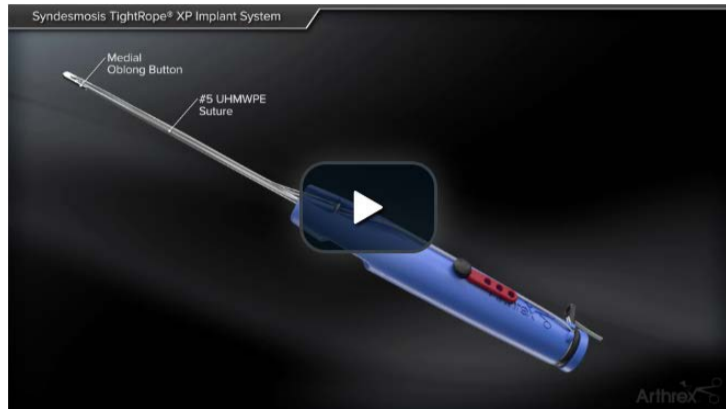 Syndesmosis TightRope® XP Implant System
Medial
Oblong Button
#5 UHMWPE
Suture
Arthrex